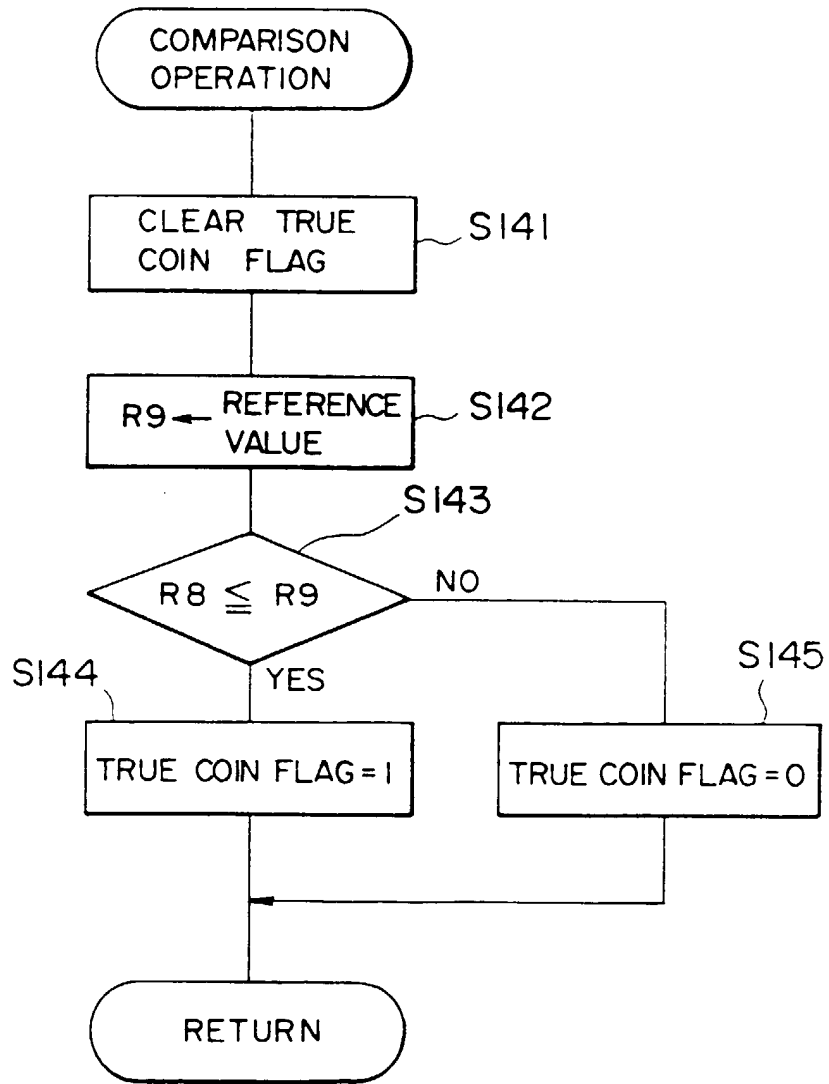 COMPARISON
OPERATION
CLEAR TRUE
COIN FLAG
S141
R9 ← REFERENCE
VALUE
S142
S143
R8 ≦ R9
NO
YES
S144
S145
TRUE COIN FLAG = 1
TRUE COIN FLAG = 0
RETURN